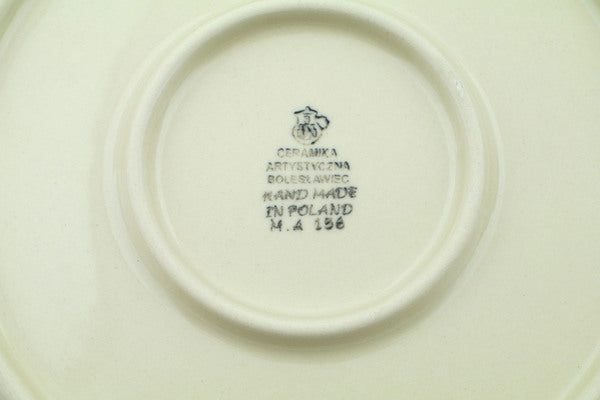 CERAMIKA
ARTYSTYCZNA
BOLESŁAWIEC
HAND MADE
IN POLAND
M.A 156